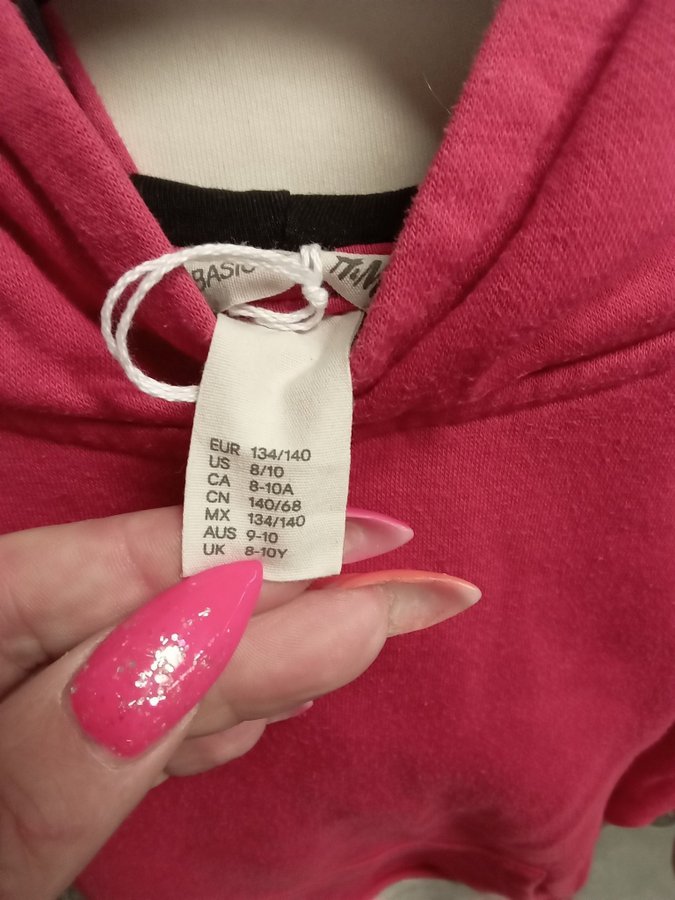 BASIC
EUR 134/140
US 8/10
CA 8-10A
CN 140/68
MX 134/140
AUS 9-10
UK 8-10Y